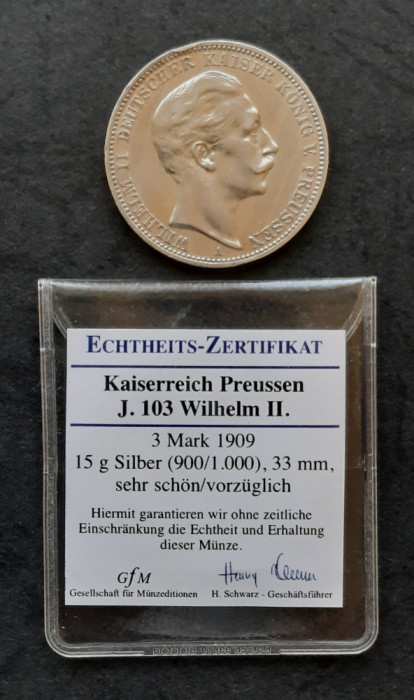 WILHELM II DEUTSCHER KAISER KÖNIG V. PREUSSEN
A
ECHTHEITS-ZERTIFIKAT
Kaiserreich Preussen
J. 103 Wilhelm II.
3 Mark 1909
15 g Silber (900/1.000), 33 mm,
sehr schön/vorzüglich
Hiermit garantieren wir ohne zeitliche
Einschränkung die Echtheit und Erhaltung
dieser Münze.
GfM
Gesellschaft für Münzeditionen H. Schwarz - Geschäftsführer